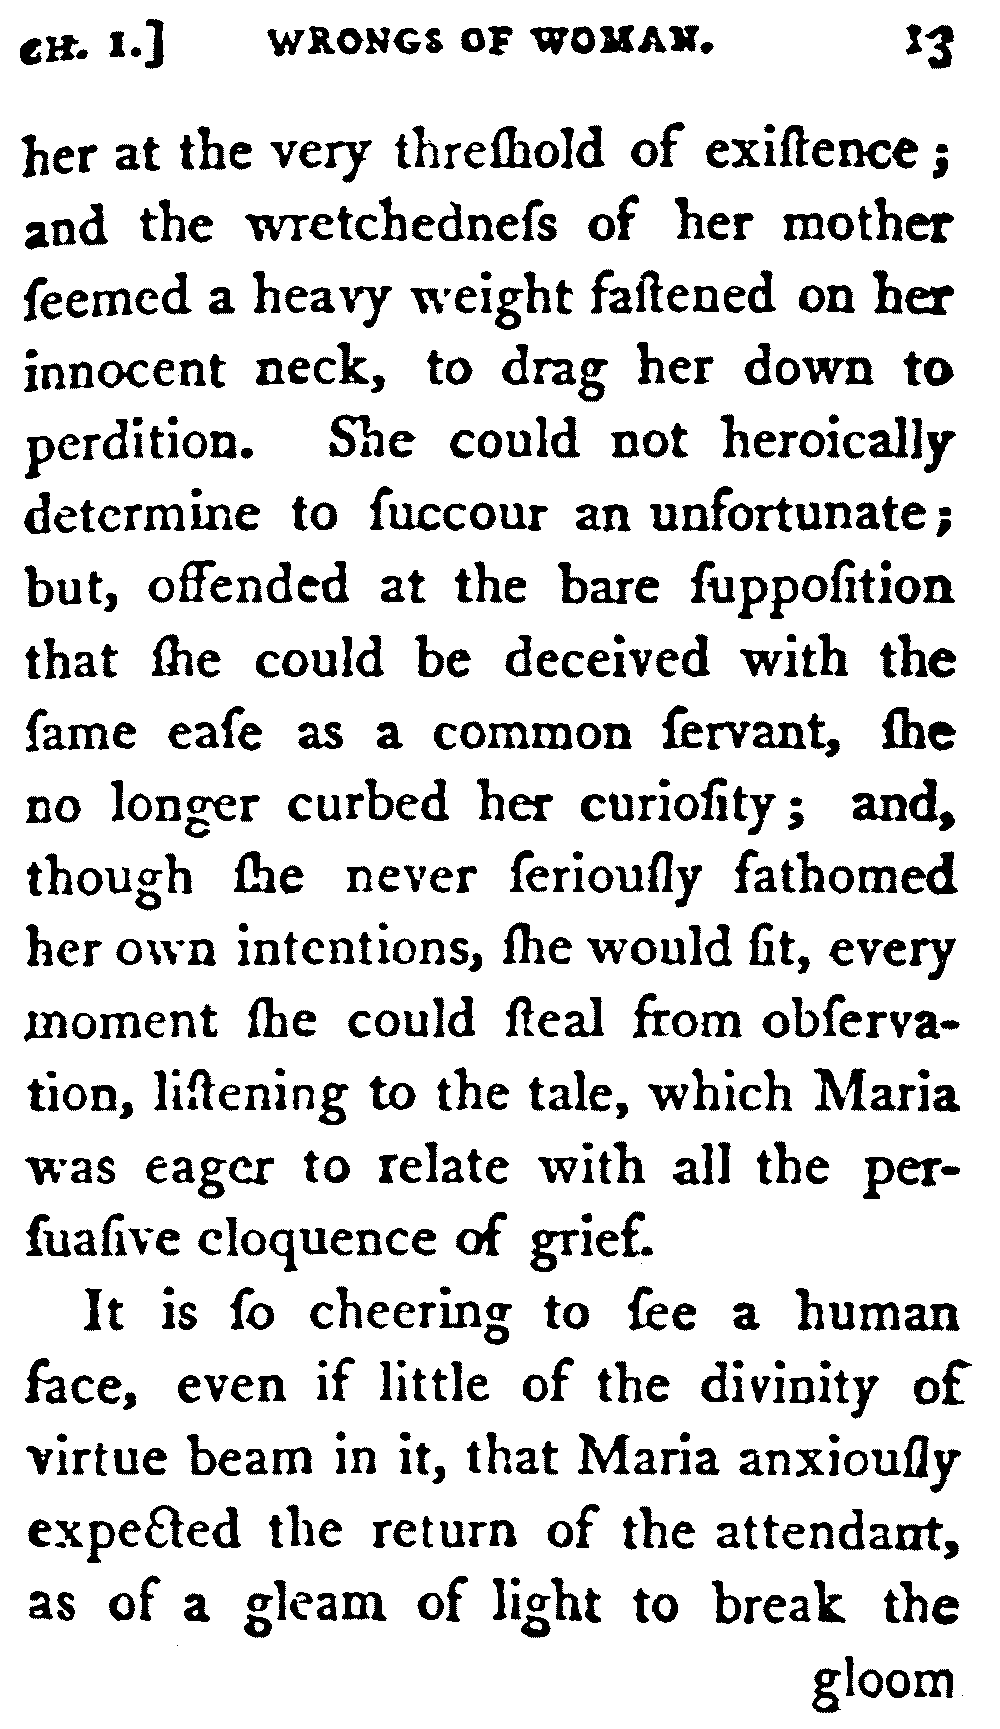 CH. I.] WRONGS OF WOMAN. 13
her at the very threſhold of exiſtence;
and the wretchedneſs of her mother
ſeemed a heavy weight faſtened on her
innocent neck, to drag her down to
perdition. She could not heroically
determine to ſuccour an unfortunate;
but, offended at the bare ſuppoſition
that ſhe could be deceived with the
ſame eaſe as a common ſervant, ſhe
no longer curbed her curioſity; and,
though ſhe never ſeriouſly fathomed
her own intentions, ſhe would ſit, every
moment ſhe could ſteal from obſerva-
tion, liſtening to the tale, which Maria
was eager to relate with all the per-
ſuaſive eloquence of grief.
It is ſo cheering to ſee a human
face, even if little of the divinity of
virtue beam in it, that Maria anxiouſly
expected the return of the attendant,
as of a gleam of light to break the
gloom